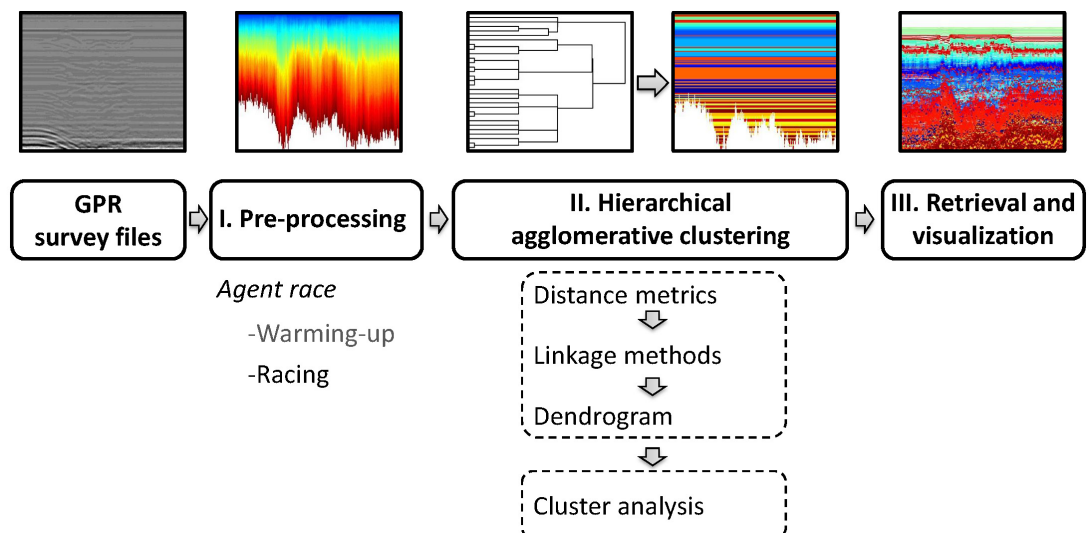 GPR
survey files
I. Pre-processing
II. Hierarchical
agglomerative clustering
III. Retrieval and
visualization
Agent race
-Warming-up
-Racing
Distance metrics
Linkage methods
Dendrogram
Cluster analysis